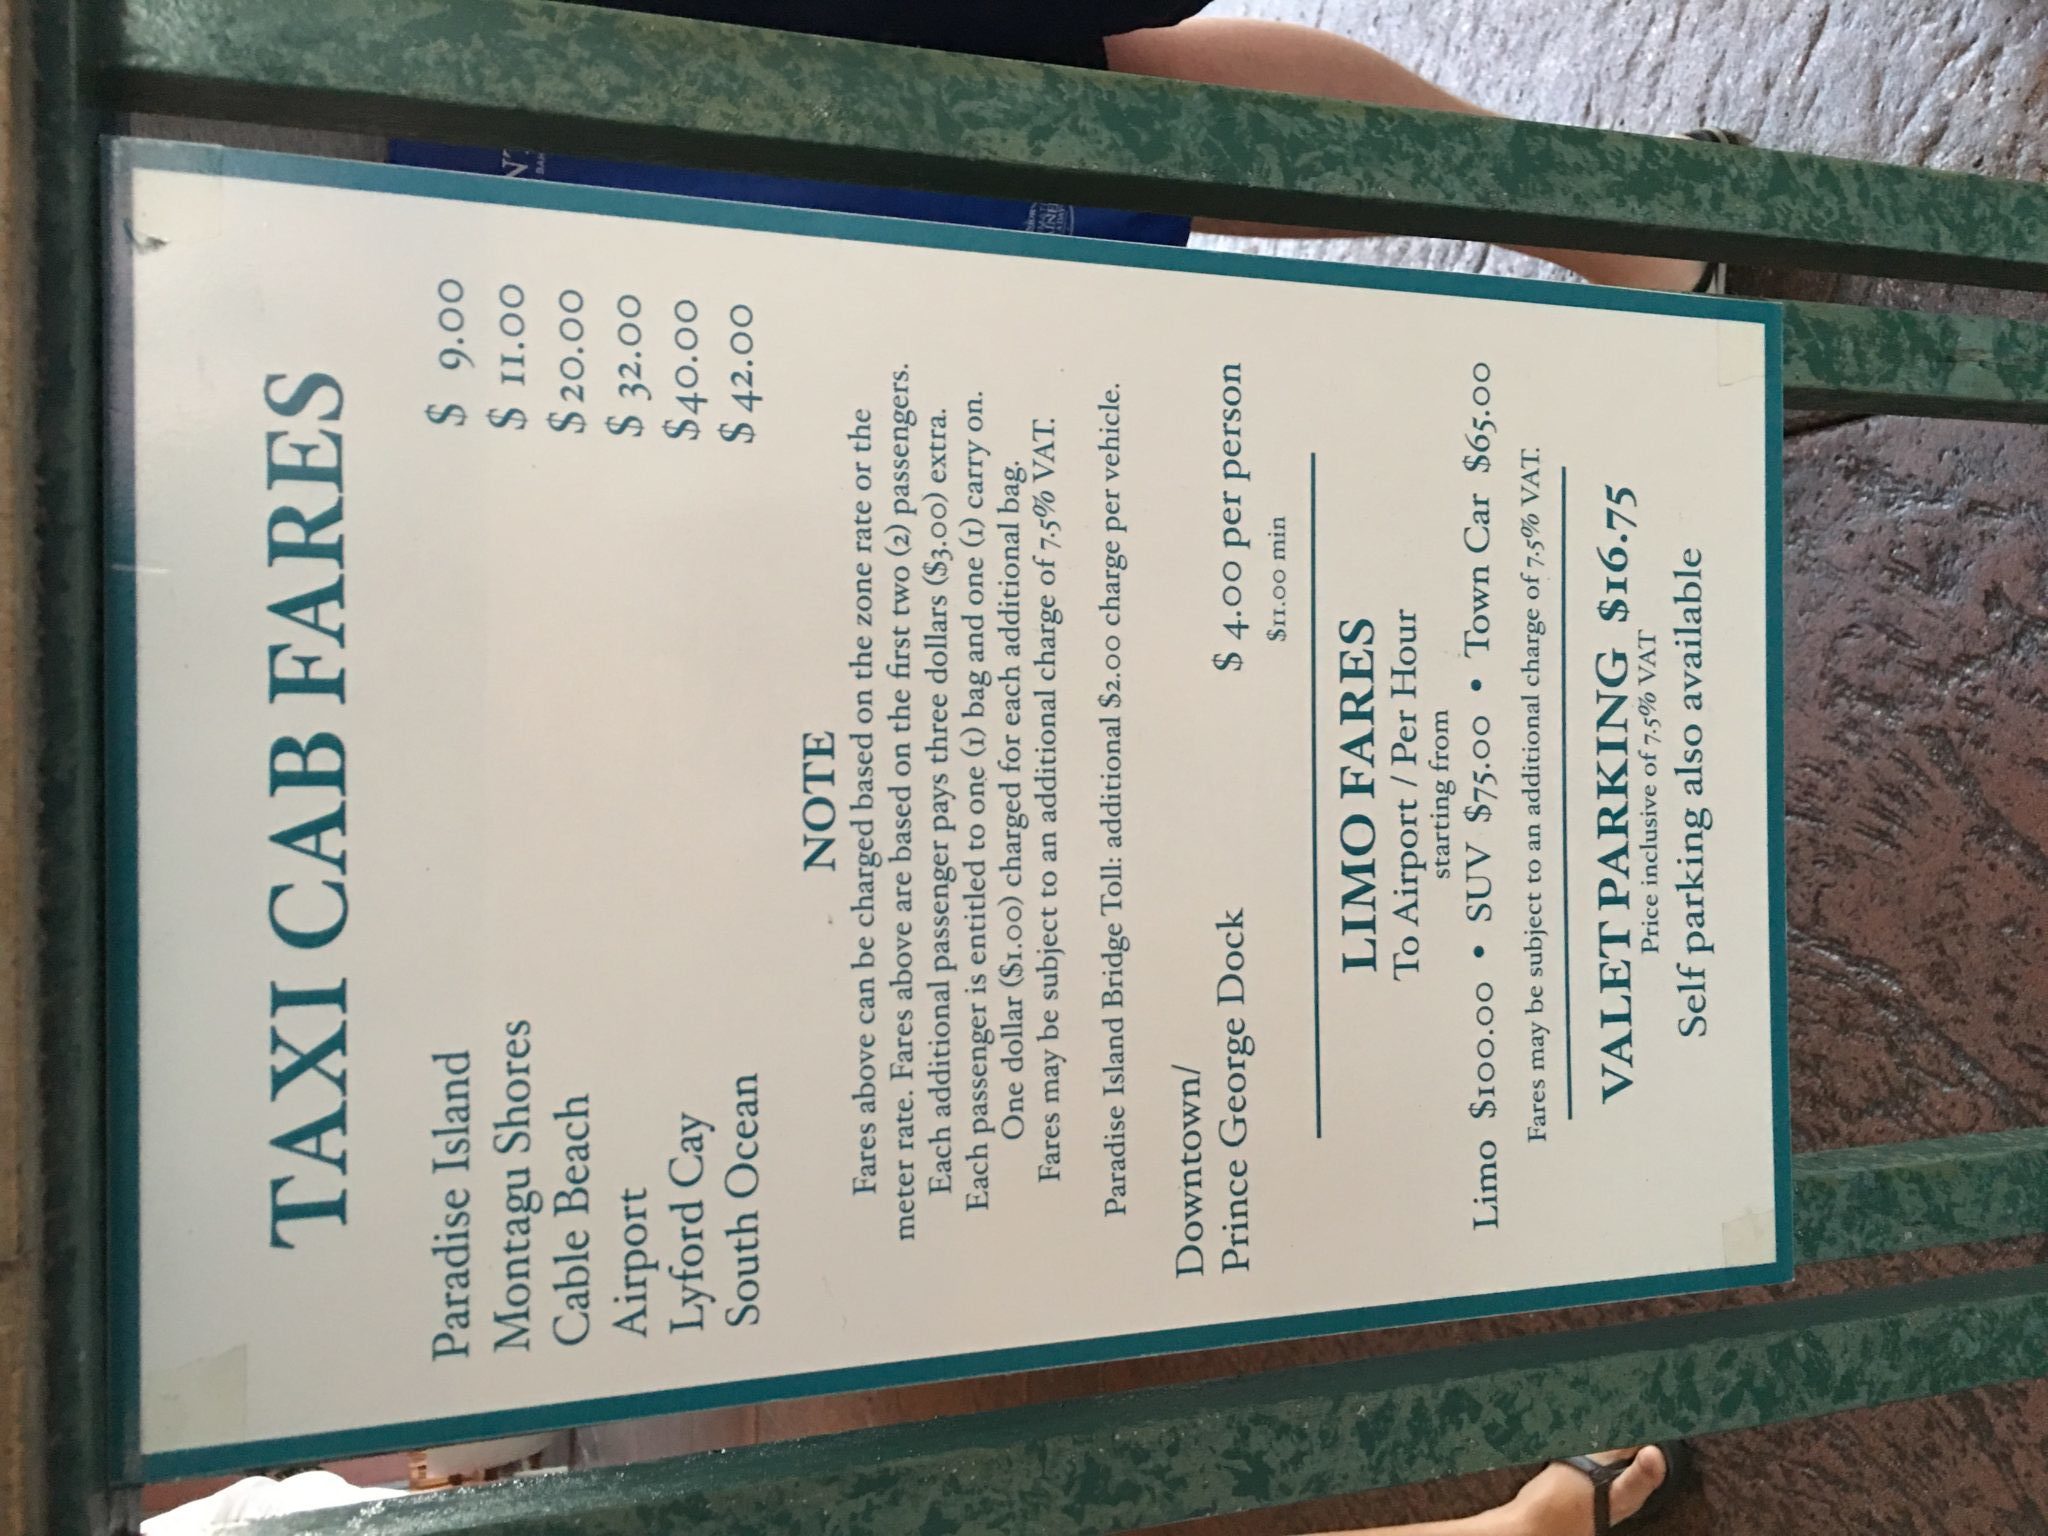 TAXI CAB FARES
Paradise Island $ 9.00
Montagu Shores $ 11.00
Cable Beach $ 20.00
Airport $ 32.00
Lyford Cay $ 40.00
South Ocean $ 42.00
NOTE
Fares above can be charged based on the zone rate or the
meter rate. Fares above are based on the first two (2) passengers.
Each additional passenger pays three dollars ($3.00) extra.
Each passenger is entitled to one (1) bag and one (1) carry on.
One dollar ($1.00) charged for each additional bag.
Fares may be subject to an additional charge of 7.5% VAT.
Paradise Island Bridge Toll: additional $2.00 charge per vehicle.
Downtown/
Prince George Dock $ 4.00 per person
$11.00 min
LIMO FARES
To Airport / Per Hour
starting from
Limo $100.00 • SUV $75.00 • Town Car $65.00
Fares may be subject to an additional charge of 7.5% VAT.
VALET PARKING $16.75
Price inclusive of 7.5% VAT
Self parking also available